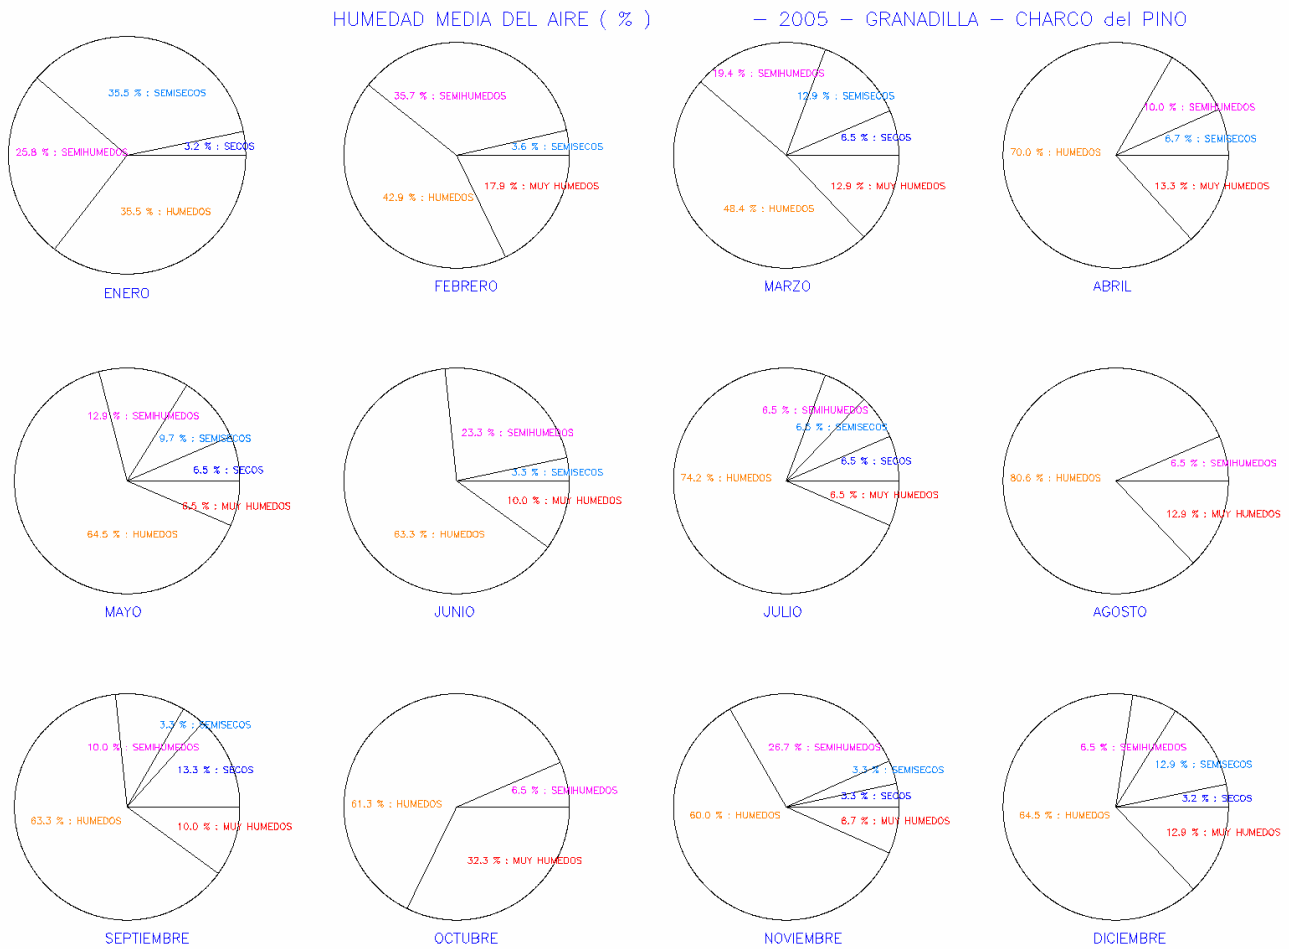 HUMEDAD MEDIA DEL AIRE ( % ) – 2005 – GRANADILLA – CHARCO del PINO
35.5 % : SEMISECOS
25.8 % : SEMIHUMEDOS
3.2 % : SECOS
35.5 % : HUMEDOS
ENERO
35.7 % : SEMIHUMEDOS
3.6 % : SEMISECOS
17.9 % : MUY HUMEDOS
42.9 % : HUMEDOS
FEBRERO
19.4 % : SEMIHUMEDOS
12.9 % : SEMISECOS
6.5 % : SECOS
12.9 % : MUY HUMEDOS
48.4 % : HUMEDOS
MARZO
10.0 % : SEMIHUMEDOS
6.7 % : SEMISECOS
70.0 % : HUMEDOS
13.3 % : MUY HUMEDOS
ABRIL
12.9 % : SEMIHUMEDOS
9.7 % : SEMISECOS
6.5 % : SECOS
6.5 % : MUY HUMEDOS
64.5 % : HUMEDOS
MAYO
23.3 % : SEMIHUMEDOS
3.3 % : SEMISECOS
10.0 % : MUY HUMEDOS
63.3 % : HUMEDOS
JUNIO
6.5 % : SEMIHUMEDOS
6.5 % : SEMISECOS
6.5 % : SECOS
74.2 % : HUMEDOS
6.5 % : MUY HUMEDOS
JULIO
6.5 % : SEMIHUMEDOS
80.6 % : HUMEDOS
12.9 % : MUY HUMEDOS
AGOSTO
3.3 % : SEMISECOS
10.0 % : SEMIHUMEDOS
13.3 % : SECOS
63.3 % : HUMEDOS
10.0 % : MUY HUMEDOS
SEPTIEMBRE
6.5 % : SEMIHUMEDOS
61.3 % : HUMEDOS
32.3 % : MUY HUMEDOS
OCTUBRE
26.7 % : SEMIHUMEDOS
3.3 % : SEMISECOS
3.3 % : SECOS
60.0 % : HUMEDOS
6.7 % : MUY HUMEDOS
NOVIEMBRE
6.5 % : SEMIHUMEDOS
12.9 % : SEMISECOS
3.2 % : SECOS
64.5 % : HUMEDOS
12.9 % : MUY HUMEDOS
DICIEMBRE